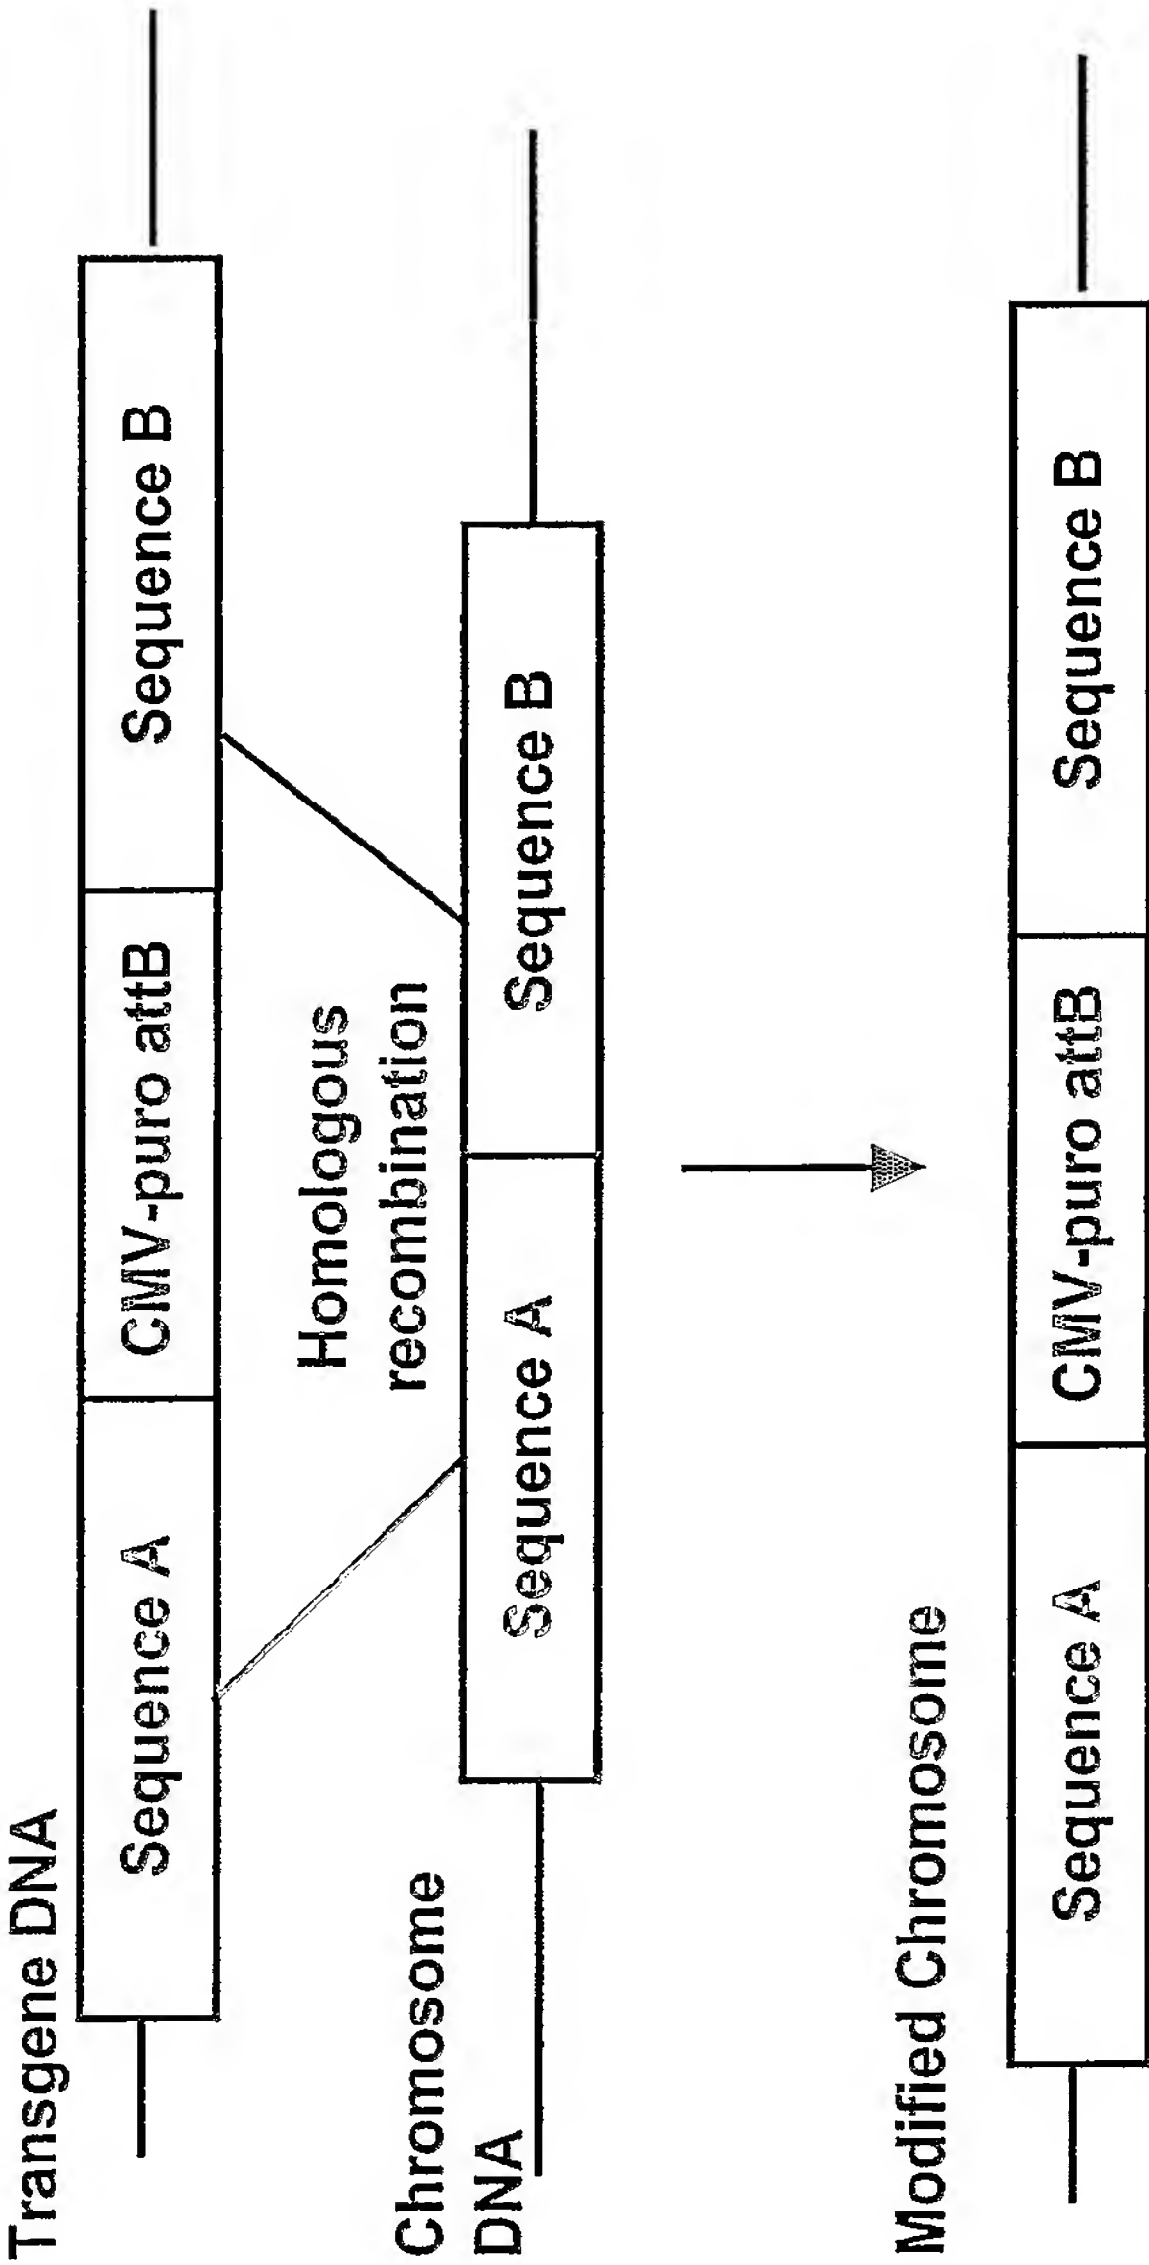 Transgene DNA
Sequence A
CMV-puro attB
Sequence B
Homologous
recombination
Chromosome
DNA
Sequence A
Sequence B
Modified Chromosome
Sequence A
CMV-puro attB
Sequence B